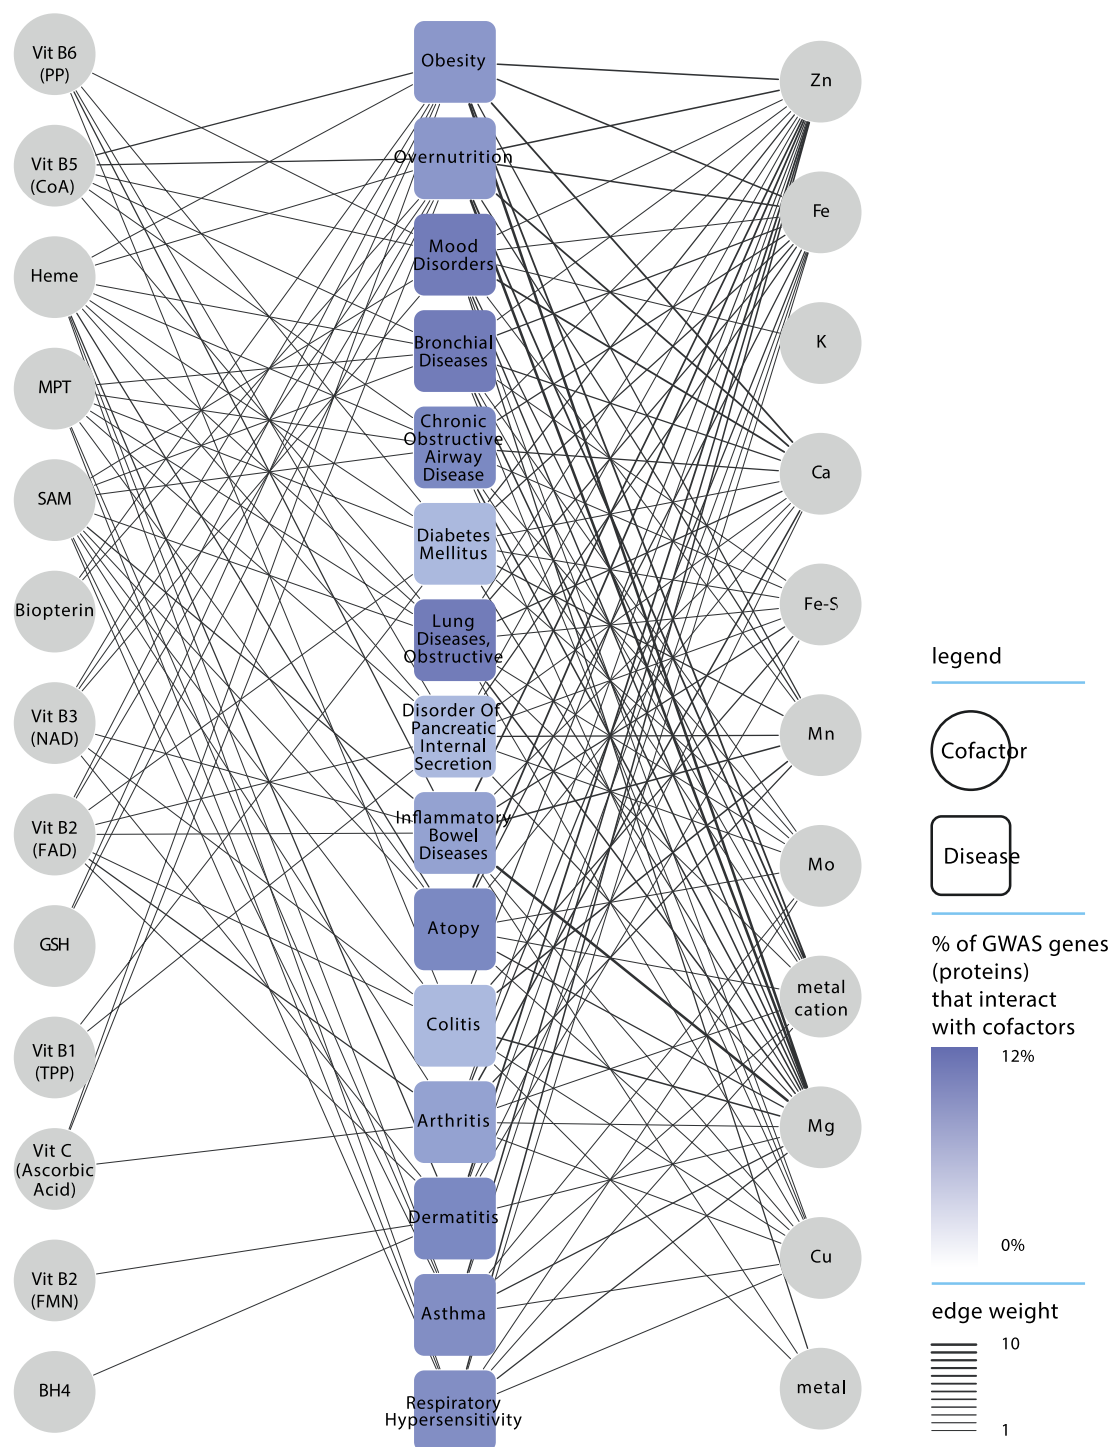 Vit B6
(PP)
Vit B5
(CoA)
Heme
MPT
SAM
Biopterin
Vit B3
(NAD)
Vit B2
(FAD)
GSH
Vit B1
(TPP)
Vit C
(Ascorbic
Acid)
Vit B2
(FMN)
BH4
Obesity
Overnutrition
Mood
Disorders
Bronchial
Diseases
Chronic
Obstructive
Airway
Disease
Diabetes
Mellitus
Lung
Diseases,
Obstructive
Disorder Of
Pancreatic
Internal
Secretion
Inflammatory
Bowel
Diseases
Atopy
Colitis
Arthritis
Dermatitis
Asthma
Respiratory
Hypersensitivity
Zn
Fe
K
Ca
Fe-S
Mn
Mo
metal
cation
Mg
Cu
metal
legend
Cofactor
Disease
% of GWAS genes
(proteins)
that interact
with cofactors
12%
0%
edge weight
10
1